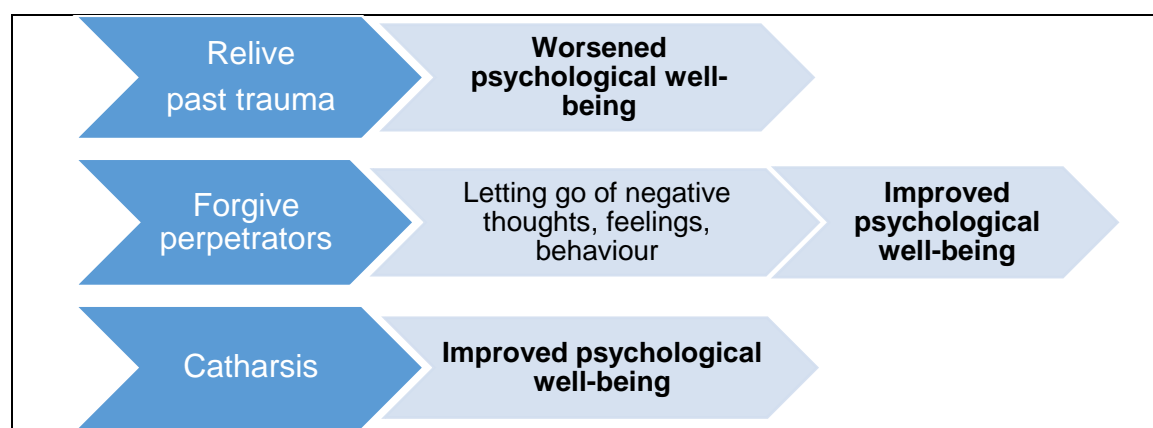 Relive
past trauma
Worsened
psychological well-
being
Forgive
perpetrators
Letting go of negative
thoughts, feelings,
behaviour
Improved
psychological
well-being
Catharsis
Improved psychological
well-being